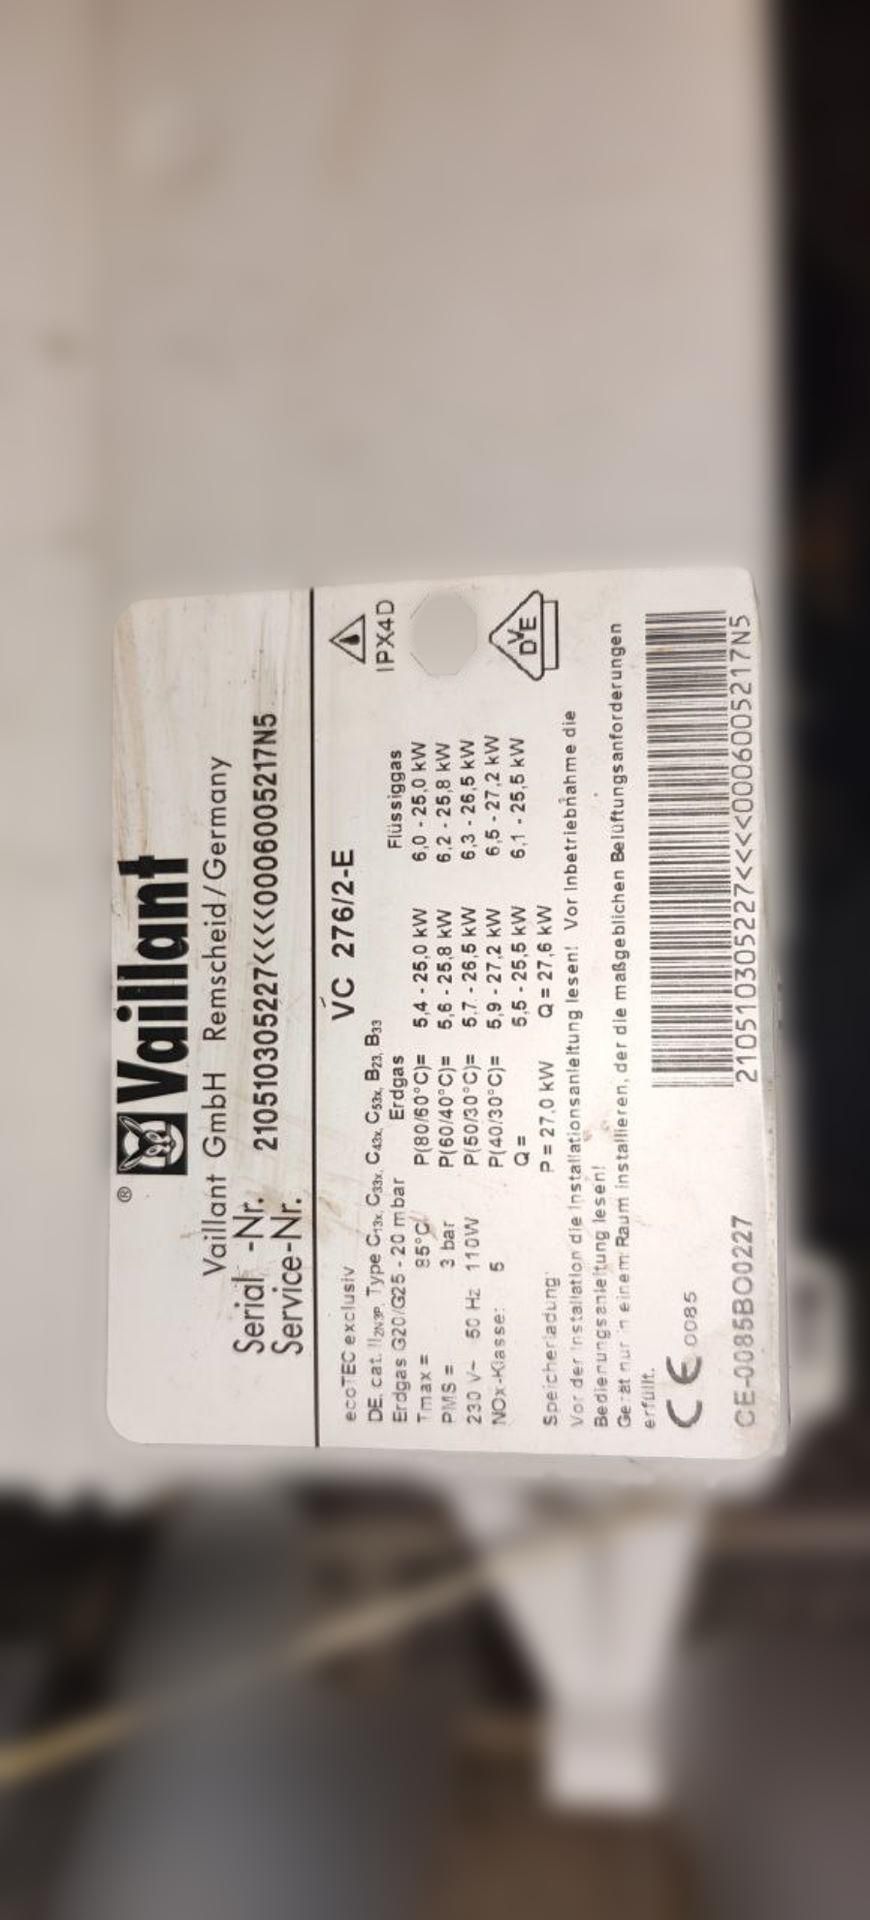 ® Vaillant
Vaillant GmbH Remscheid / Germany
Serial -Nr. 210510305227<<<<0006005217N5
Service-Nr.
VC 276/2-E
ecoTEC exclusiv
DE, cat. II2N3P, Type C13x, C33x, C43x, C53x, B23, B33
IPX4D
Erdgas G20/G25 - 20 mbar Erdgas Flüssiggas
Tmax = 85°C P(80/60°C)= 5,4 - 25,0 kW 6,0 - 25,0 kW
PMS = 3 bar P(60/40°C)= 5,6 - 25,8 kW 6,2 - 25,8 kW
230 V~ 50 Hz 110W P(50/30°C)= 5,7 - 26,5 kW 6,3 - 26,5 kW
NOx-Klasse: 5 P(40/30°C)= 5,9 - 27,2 kW 6,5 - 27,2 kW
Q= 5,5 - 25,5 kW 6,1 - 25,5 kW
Speicherladung: P = 27,0 kW Q = 27,6 kW
DVE
Vor der Installation die Installationsanleitung lesen! Vor Inbetriebnahme die
Bedienungsanleitung lesen!
Gerät nur in einem Raum installieren, der die maßgeblichen Belüftungsanforderungen
erfüllt.
CE 0085
CE-0085BO0227 210510305227<<<<0006005217N5